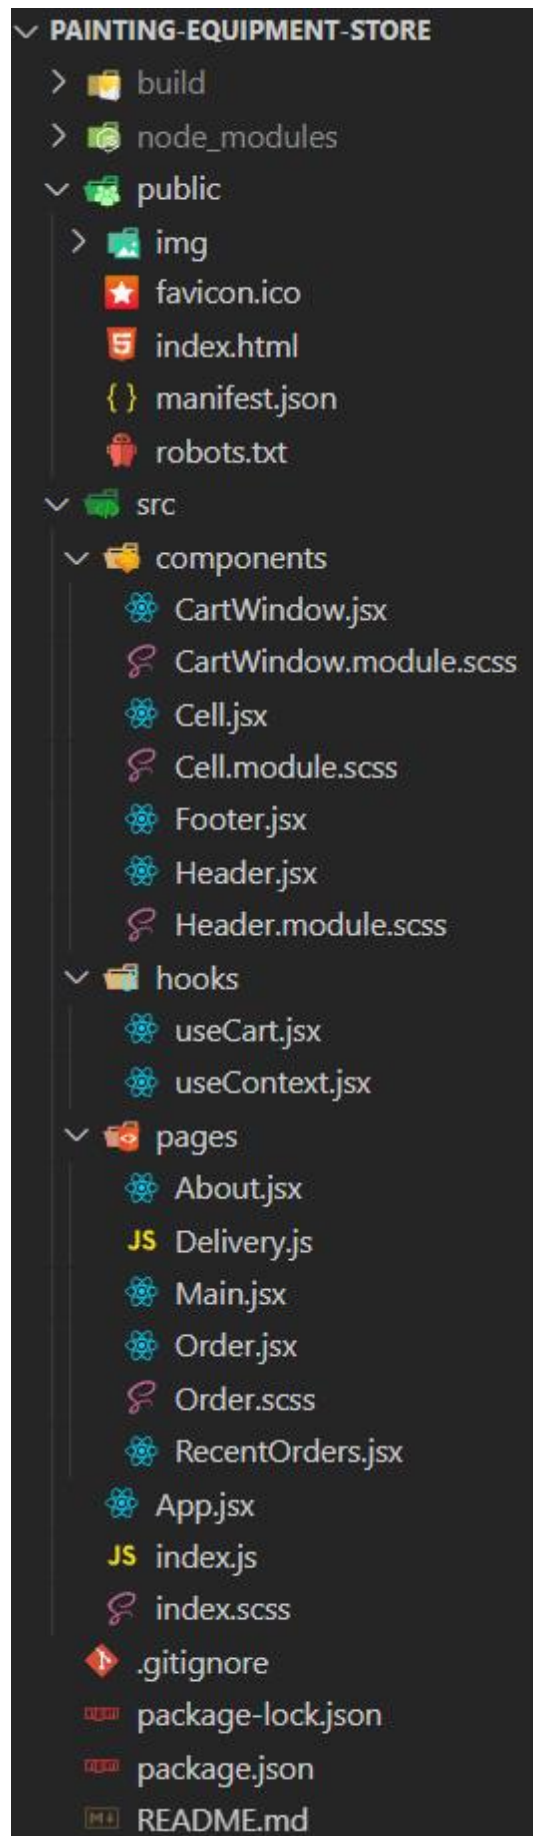 PAINTING-EQUIPMENT-STORE
build
node_modules
public
img
favicon.ico
index.html
{ } manifest.json
robots.txt
src
components
CartWindow.jsx
CartWindow.module.scss
Cell.jsx
Cell.module.scss
Footer.jsx
Header.jsx
Header.module.scss
hooks
useCart.jsx
useContext.jsx
pages
About.jsx
JS Delivery.js
Main.jsx
Order.jsx
Order.scss
RecentOrders.jsx
App.jsx
JS index.js
index.scss
.gitignore
package-lock.json
package.json
README.md